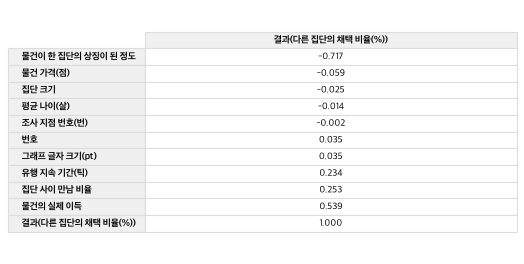 결과(다른 집단의 채택 비율(%))
물건이 한 집단의 상징이 된 정도 -0.717
물건 가격(점) -0.059
집단 크기 -0.025
평균 나이(살) -0.014
조사 지점 번호(번) -0.002
번호 0.035
그래프 글자 크기(pt) 0.035
유행 지속 기간(틱) 0.234
집단 사이 만남 비율 0.253
물건의 실제 이득 0.539
결과(다른 집단의 채택 비율(%)) 1.000